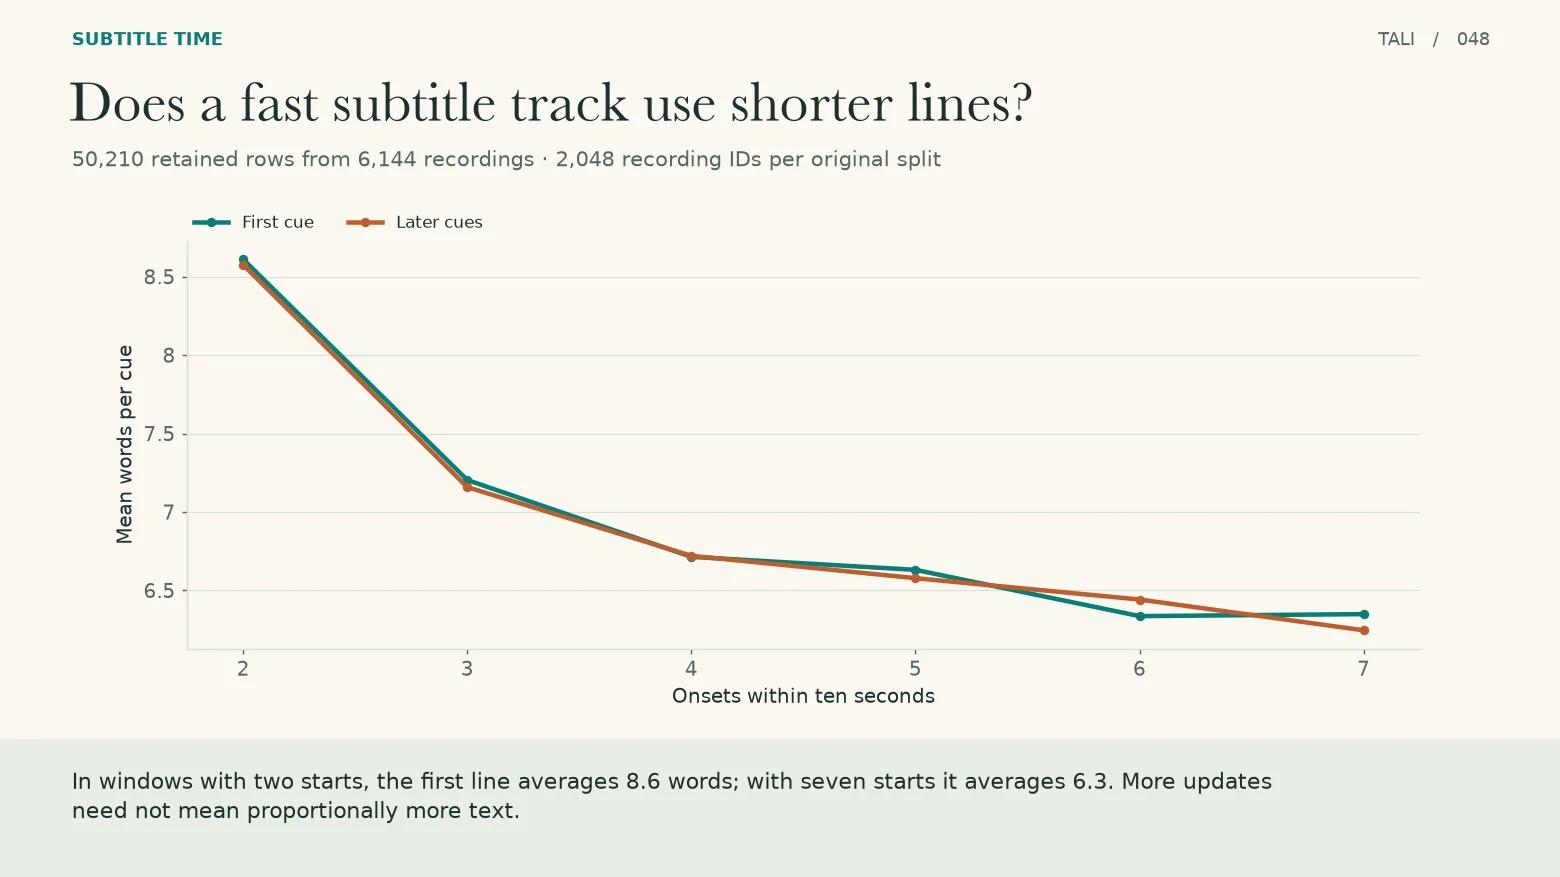 SUBTITLE TIME
TALI / 048
Does a fast subtitle track use shorter lines?
50,210 retained rows from 6,144 recordings · 2,048 recording IDs per original split
First cue
Later cues
8.5
8
7.5
7
6.5
Mean words per cue
2 3 4 5 6 7
Onsets within ten seconds
In windows with two starts, the first line averages 8.6 words; with seven starts it averages 6.3. More updates
need not mean proportionally more text.